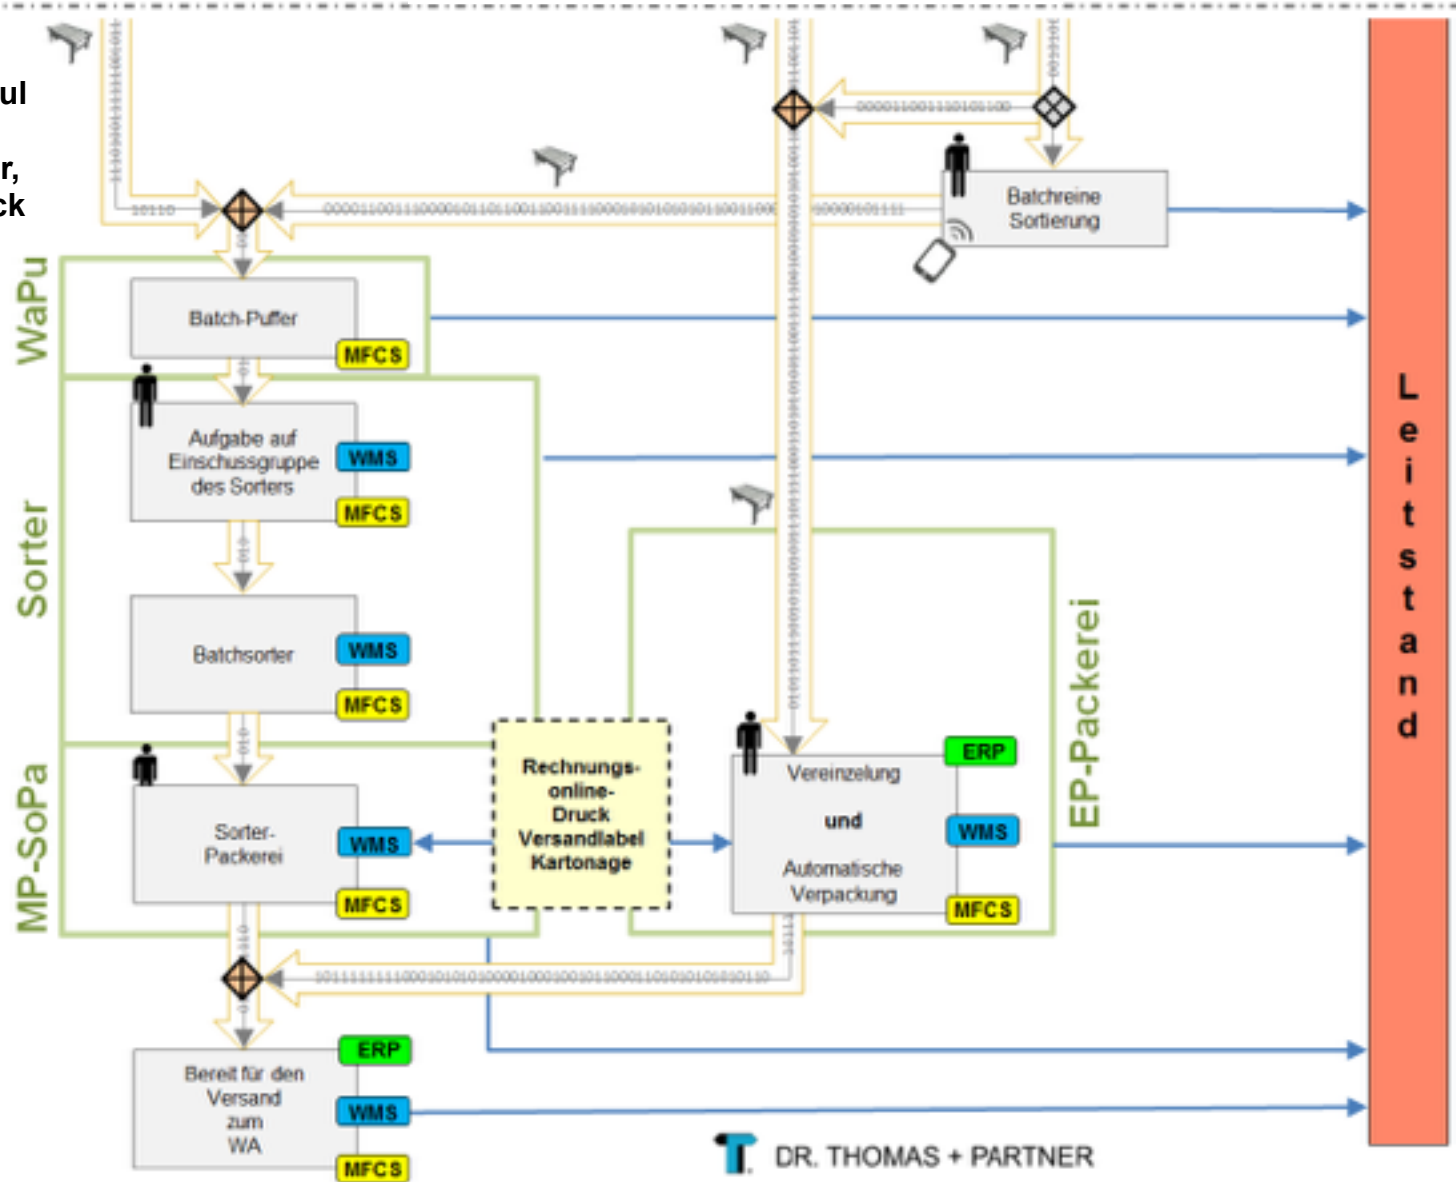 ul
r,
ck
10110
Batchreine
Sortierung
WaPu
Batch-Puffer
MFCS
Sorter
Aufgabe auf
Einschussgruppe
des Sorters
WMS
MFCS
Batchsorter
WMS
MFCS
MP-SoPa
Sorter-
Packerei
WMS
MFCS
Rechnungs-
online-
Druck
Versandlabel
Kartonage
EP-Packerei
Vereinzelung
und
Automatische
Verpackung
ERP
WMS
MFCS
Bereit für den
Versand
zum
WA
ERP
WMS
MFCS
Leitstand
DR. THOMAS + PARTNER